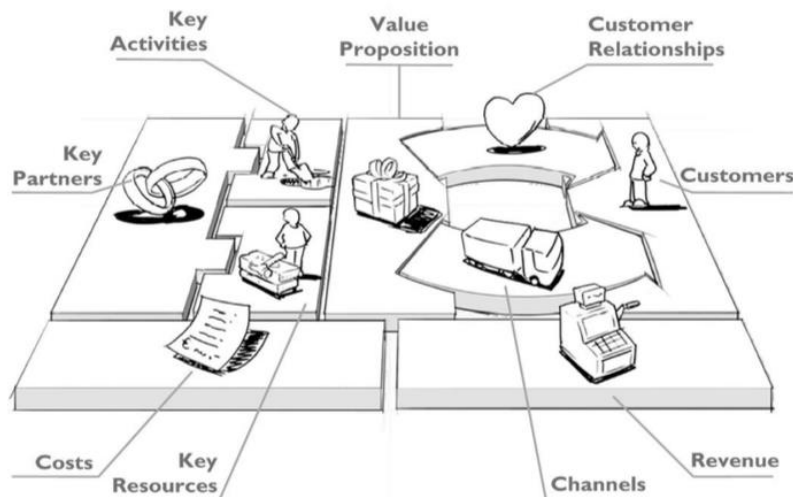 Key
Activities
Value
Proposition
Customer
Relationships
Key
Partners
Customers
Costs
Key
Resources
Channels
Revenue